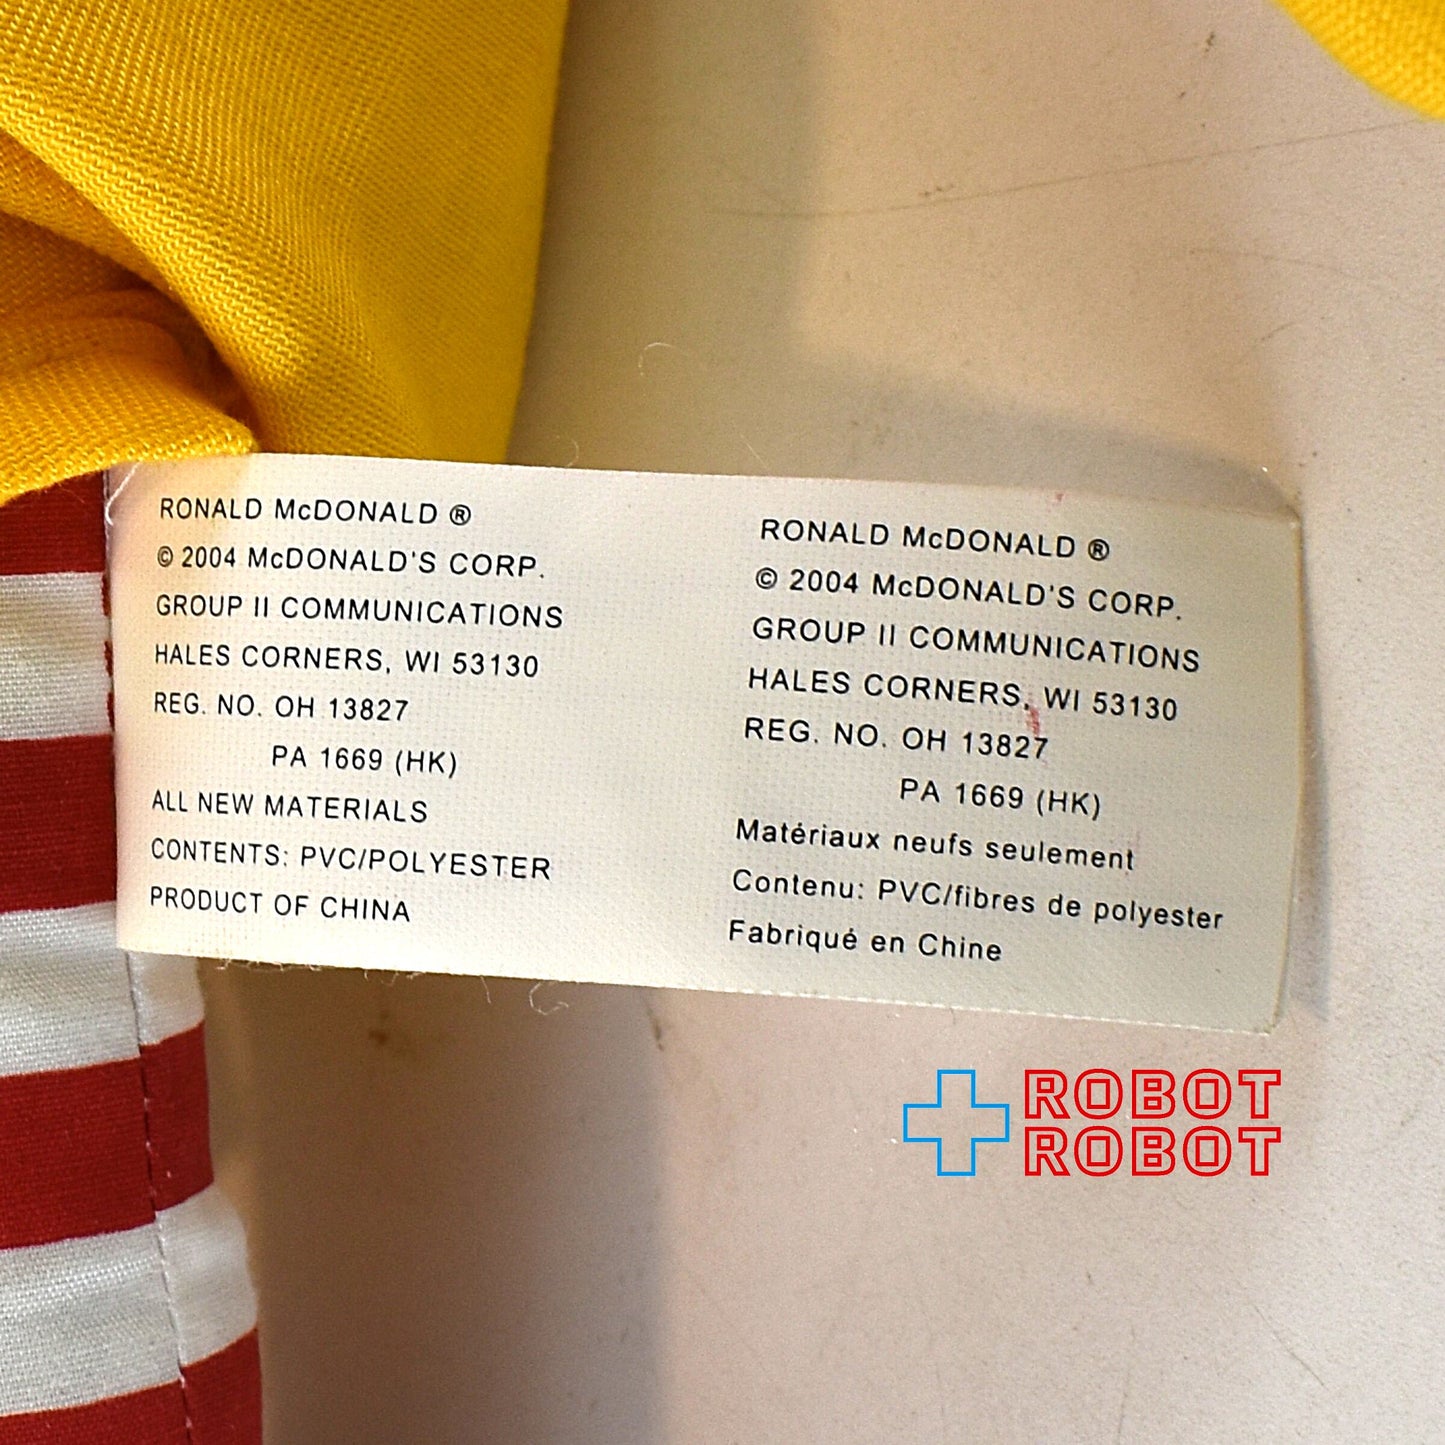 RONALD McDONALD ®
© 2004 McDONALD'S CORP.
GROUP II COMMUNICATIONS
HALES CORNERS, WI 53130
REG. NO. OH 13827
PA 1669 (HK)
ALL NEW MATERIALS
CONTENTS: PVC/POLYESTER
PRODUCT OF CHINA
RONALD McDONALD ®
© 2004 McDONALD'S CORP.
GROUP II COMMUNICATIONS
HALES CORNERS, WI 53130
REG. NO. OH 13827
PA 1669 (HK)
Matériaux neufs seulement
Contenu: PVC/fibres de polyester
Fabriqué en Chine
ROBOT
ROBOT